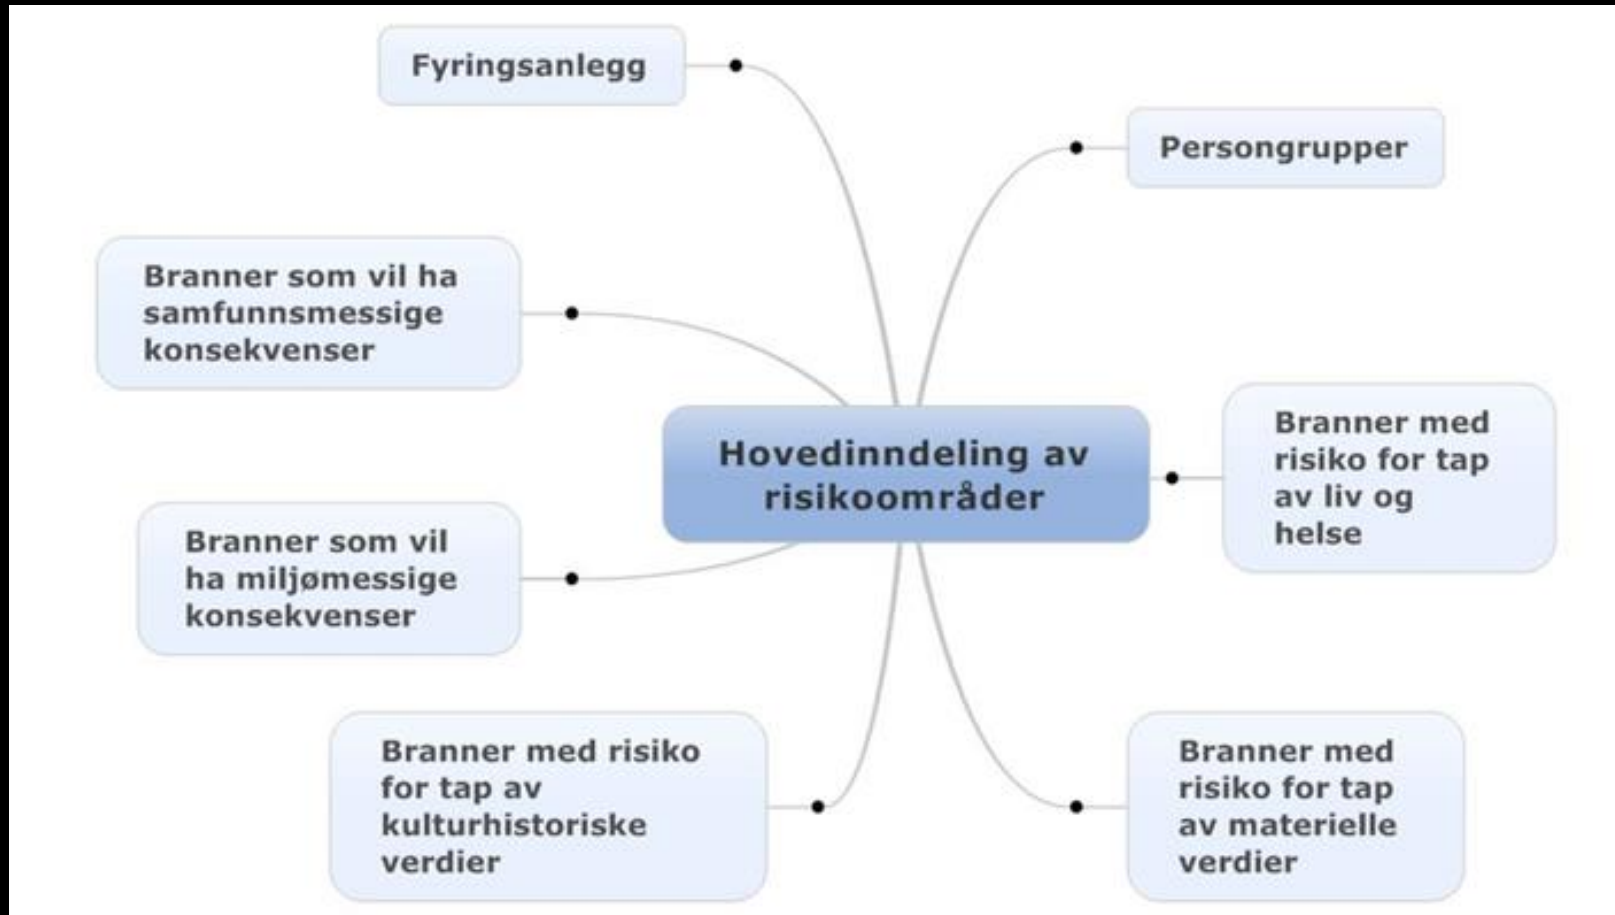 Fyringsanlegg
Persongrupper
Branner som vil ha
samfunnsmessige
konsekvenser
Hovedinndeling av
risikoområder
Branner med
risiko for tap
av liv og
helse
Branner som vil
ha miljømessige
konsekvenser
Branner med risiko
for tap av
kulturhistoriske
verdier
Branner med
risiko for tap
av materielle
verdier